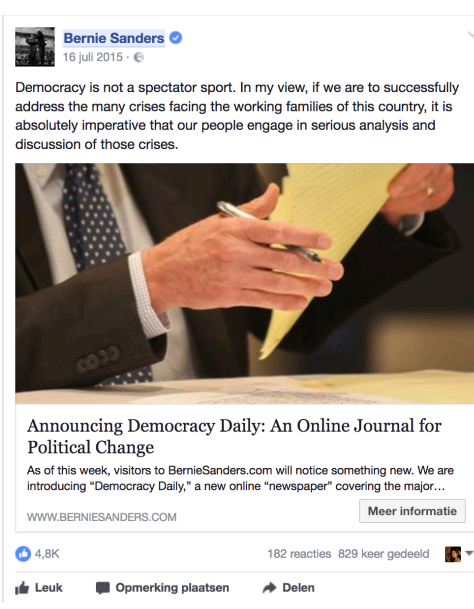 Bernie Sanders
16 juli 2015 ·
Democracy is not a spectator sport. In my view, if we are to successfully
address the many crises facing the working families of this country, it is
absolutely imperative that our people engage in serious analysis and
discussion of those crises.
Announcing Democracy Daily: An Online Journal for
Political Change
As of this week, visitors to BernieSanders.com will notice something new. We are
introducing “Democracy Daily,” a new online “newspaper” covering the major...
WWW.BERNIESANDERS.COM
Meer informatie
4,8K
182 reacties 829 keer gedeeld
Leuk Opmerking plaatsen Delen